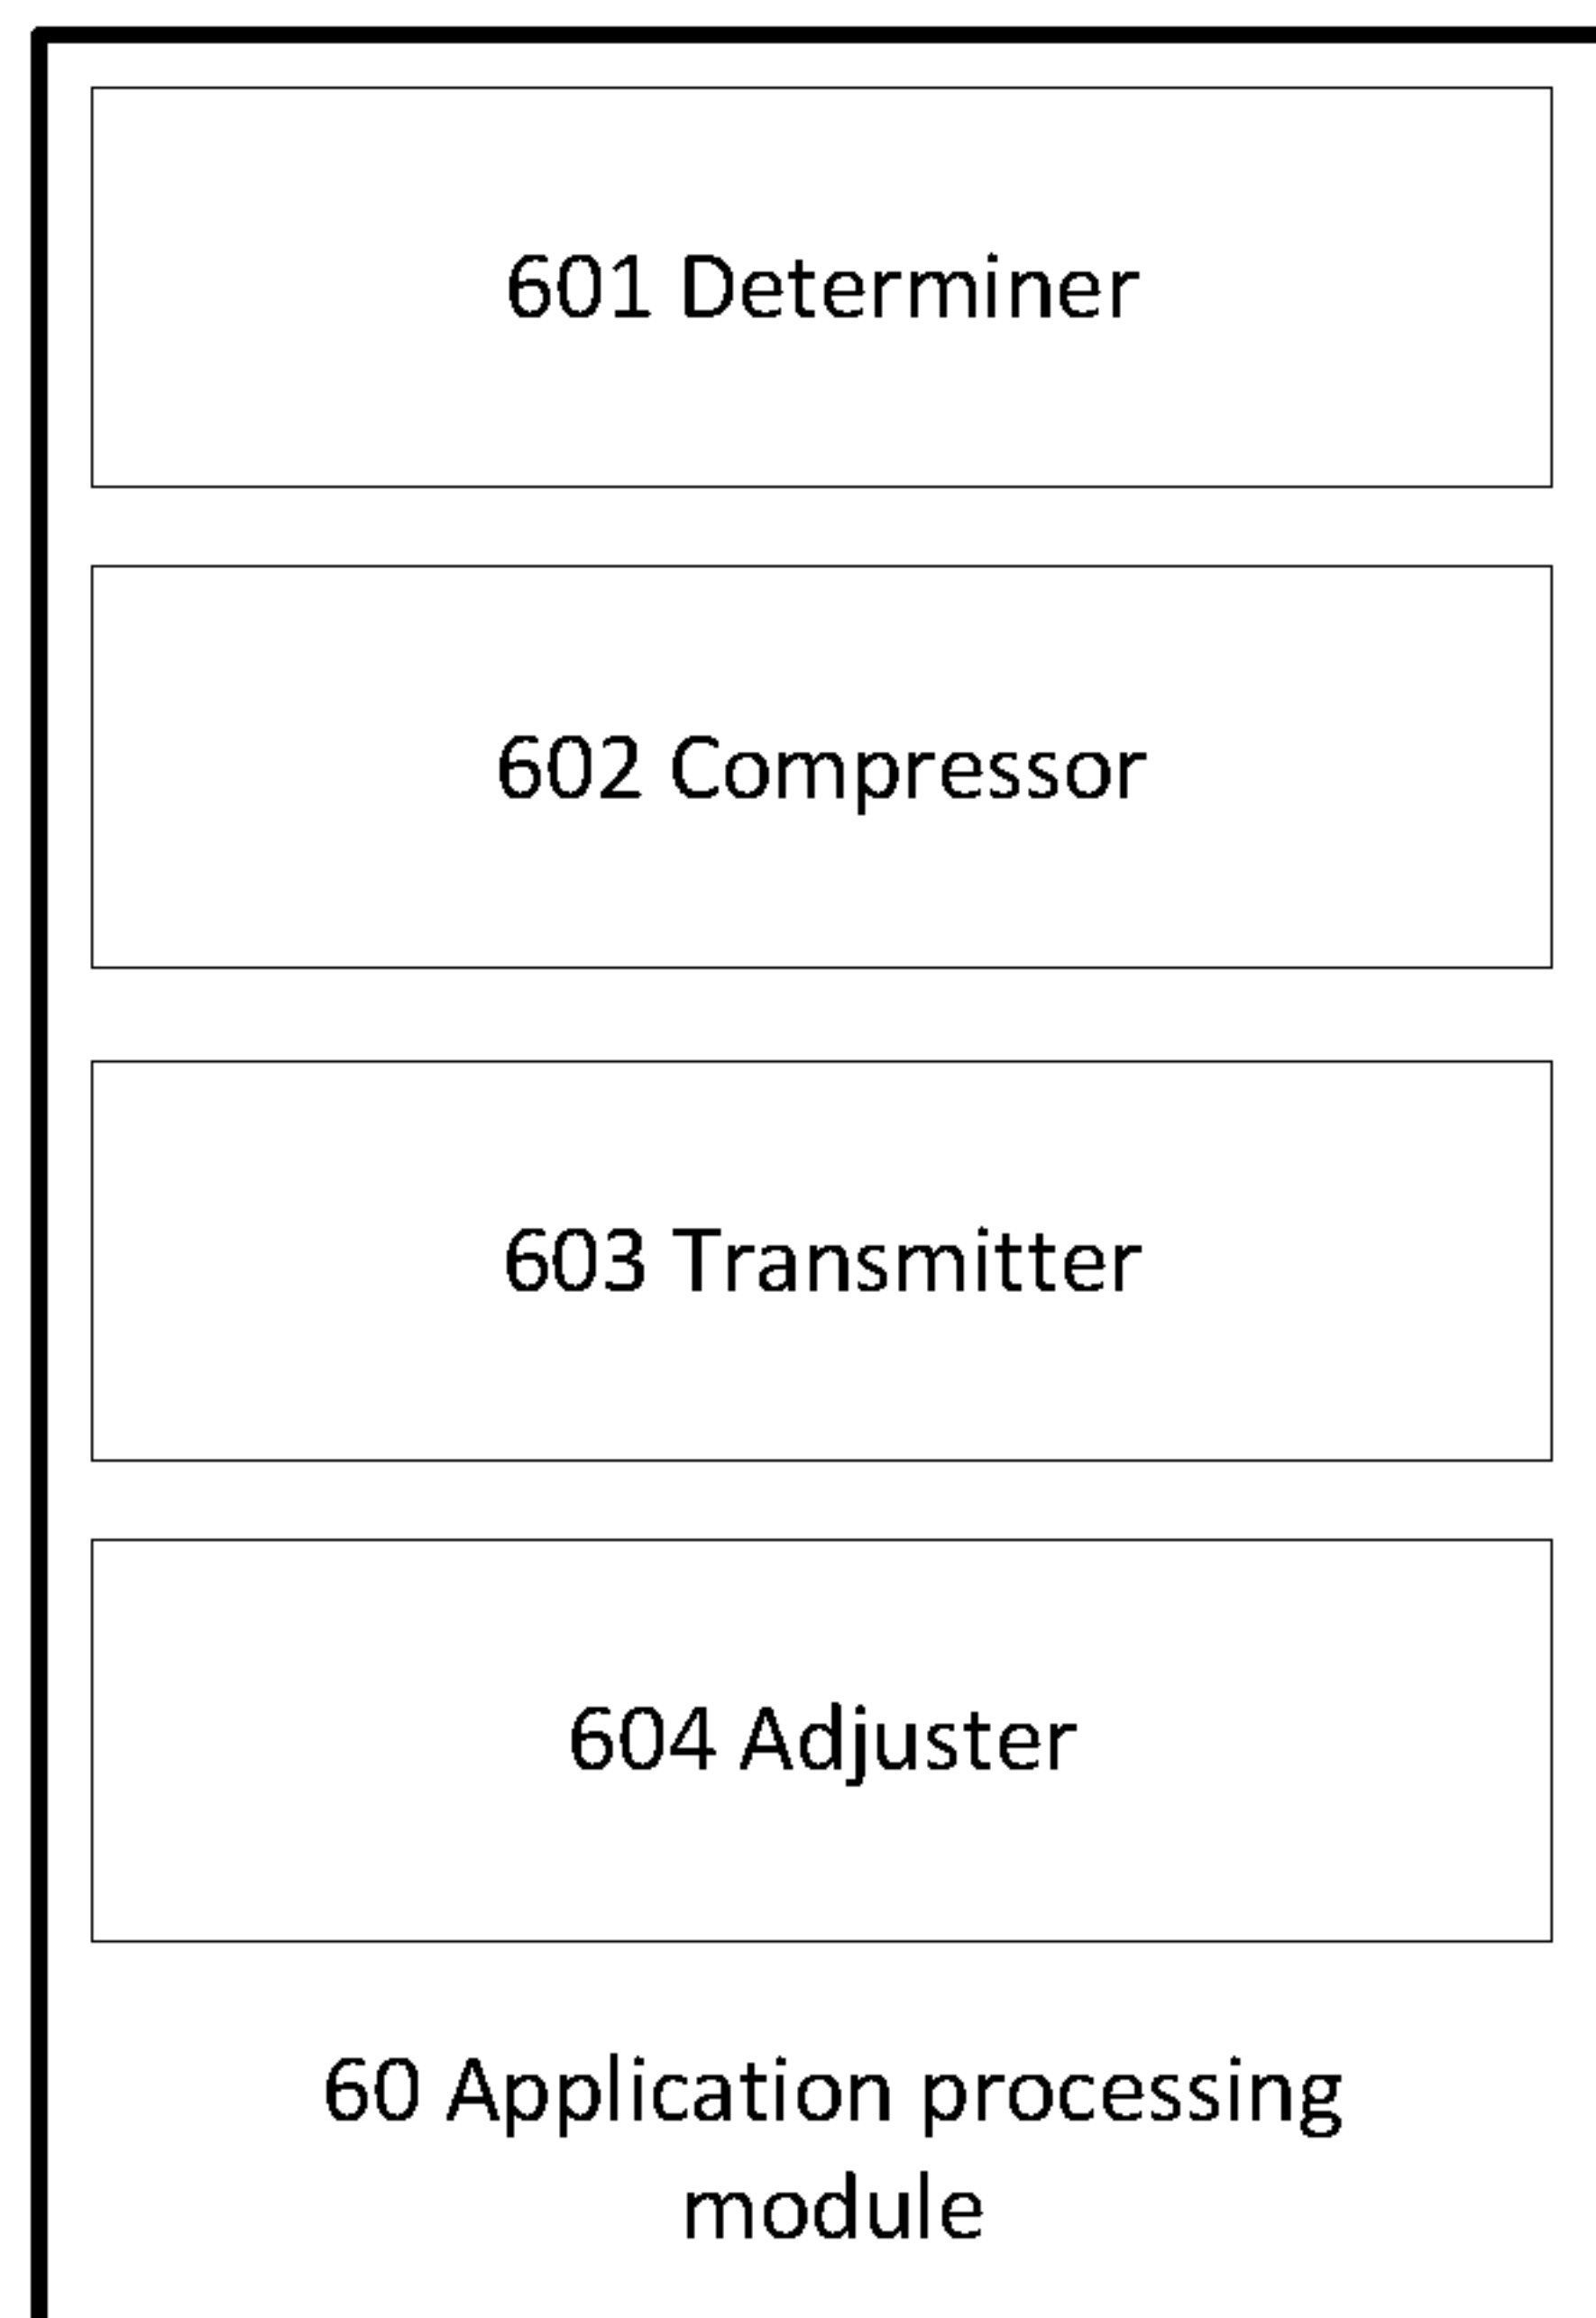 601 Determiner
602 Compressor
603 Transmitter
604 Adjuster
60 Application processing
module